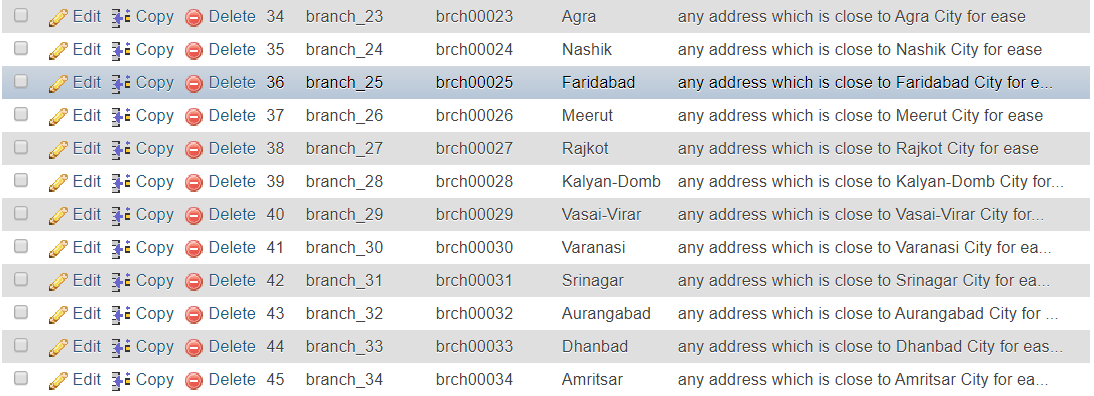 Edit Copy Delete 34 branch_23 brch00023 Agra any address which is close to Agra City for ease
Edit Copy Delete 35 branch_24 brch00024 Nashik any address which is close to Nashik City for ease
Edit Copy Delete 36 branch_25 brch00025 Faridabad any address which is close to Faridabad City for e...
Edit Copy Delete 37 branch_26 brch00026 Meerut any address which is close to Meerut City for ease
Edit Copy Delete 38 branch_27 brch00027 Rajkot any address which is close to Rajkot City for ease
Edit Copy Delete 39 branch_28 brch00028 Kalyan-Domb any address which is close to Kalyan-Domb City for...
Edit Copy Delete 40 branch_29 brch00029 Vasai-Virar any address which is close to Vasai-Virar City for...
Edit Copy Delete 41 branch_30 brch00030 Varanasi any address which is close to Varanasi City for ea...
Edit Copy Delete 42 branch_31 brch00031 Srinagar any address which is close to Srinagar City for ea...
Edit Copy Delete 43 branch_32 brch00032 Aurangabad any address which is close to Aurangabad City for ...
Edit Copy Delete 44 branch_33 brch00033 Dhanbad any address which is close to Dhanbad City for eas...
Edit Copy Delete 45 branch_34 brch00034 Amritsar any address which is close to Amritsar City for ea...